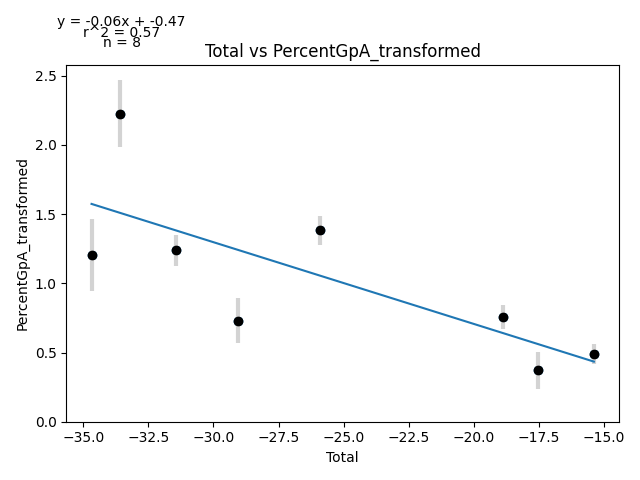 y = -0.06x + -0.47
r^2 = 0.57
n = 8
Total vs PercentGpA_transformed
PercentGpA_transformed
2.5
2.0
1.5
1.0
0.5
0.0
−35.0 −32.5 −30.0 −27.5 −25.0 −22.5 −20.0 −17.5 −15.0
Total